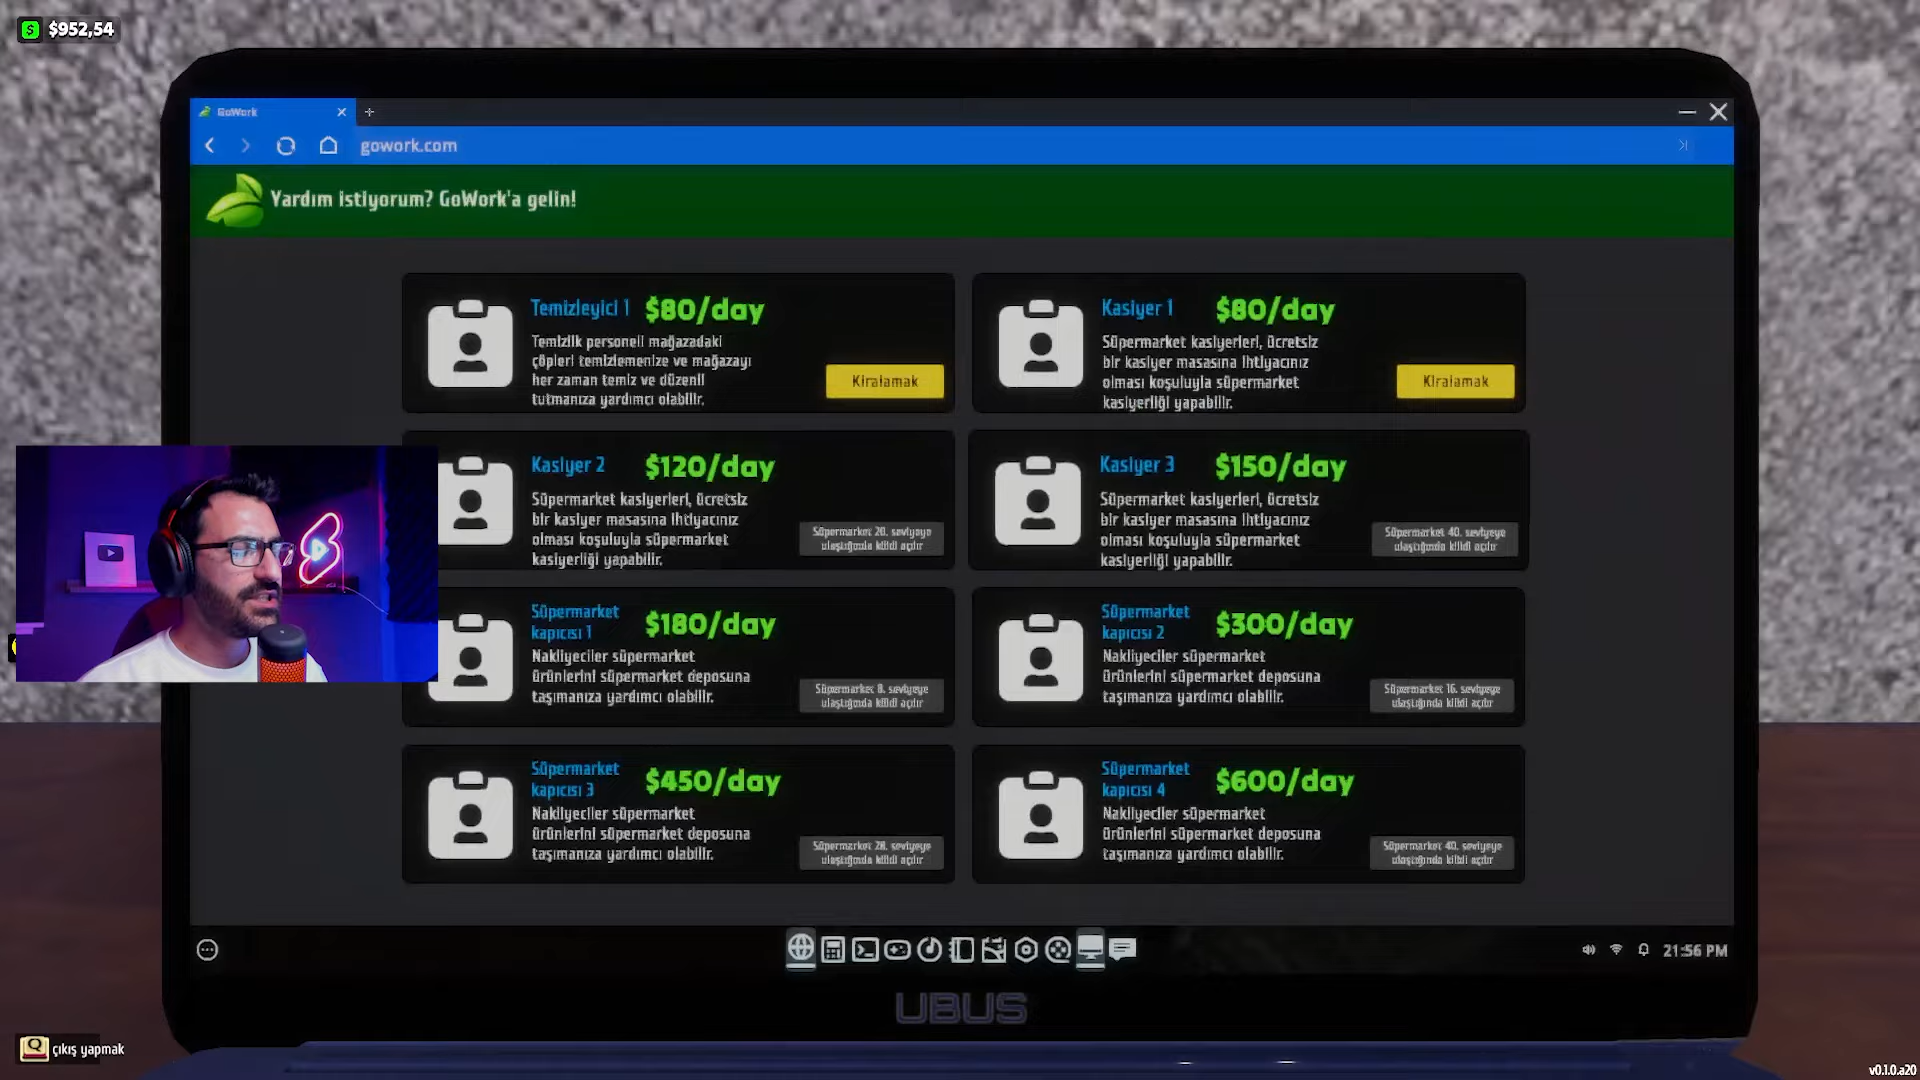 $952,54
GoWork
gowork.com
Yardım istiyorum? GoWork'a gelin!
Temizleyici 1 $80/day
Temizlik personeli mağazadaki
çöpleri temizlemenize ve mağazayı
her zaman temiz ve düzenli
tutmanıza yardımcı olabilir.
Kiralamak
Kasiyer 1 $80/day
Süpermarket kasiyerleri, ücretsiz
bir kasiyer masasına ihtiyacınız
olması koşuluyla süpermarket
kasiyerliği yapabilir.
Kiralamak
Kasiyer 2 $120/day
Süpermarket kasiyerleri, ücretsiz
bir kasiyer masasına ihtiyacınız
olması koşuluyla süpermarket
kasiyerliği yapabilir.
Süpermarket 20. seviyeye
ulaştığında kilidi açılır
Kasiyer 3 $150/day
Süpermarket kasiyerleri, ücretsiz
bir kasiyer masasına ihtiyacınız
olması koşuluyla süpermarket
kasiyerliği yapabilir.
Süpermarket 40. seviyeye
ulaştığında kilidi açılır
Süpermarket
kapıcısı 1 $180/day
Nakliyeciler süpermarket
ürünlerini süpermarket deposuna
taşımanıza yardımcı olabilir.
Süpermarket 8. seviyeye
ulaştığında kilidi açılır
Süpermarket
kapıcısı 2 $300/day
Nakliyeciler süpermarket
ürünlerini süpermarket deposuna
taşımanıza yardımcı olabilir.
Süpermarket 16. seviyeye
ulaştığında kilidi açılır
Süpermarket
kapıcısı 3 $450/day
Nakliyeciler süpermarket
ürünlerini süpermarket deposuna
taşımanıza yardımcı olabilir.
Süpermarket 28. seviyeye
ulaştığında kilidi açılır
Süpermarket
kapıcısı 4 $600/day
Nakliyeciler süpermarket
ürünlerini süpermarket deposuna
taşımanıza yardımcı olabilir.
Süpermarket 40. seviyeye
ulaştığında kilidi açılır
21:56 PM
UBUS
Q çıkış yapmak
v0.1.0.a20